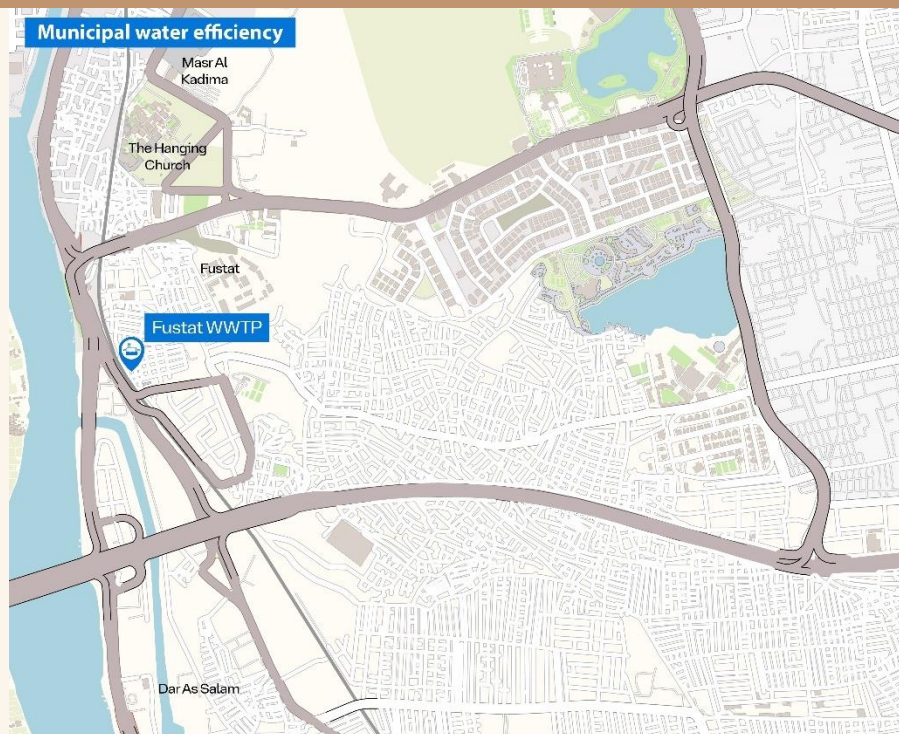 Municipal water efficiency
Masr Al
Kadima
The Hanging
Church
Fustat
Fustat WWTP
Dar As Salam